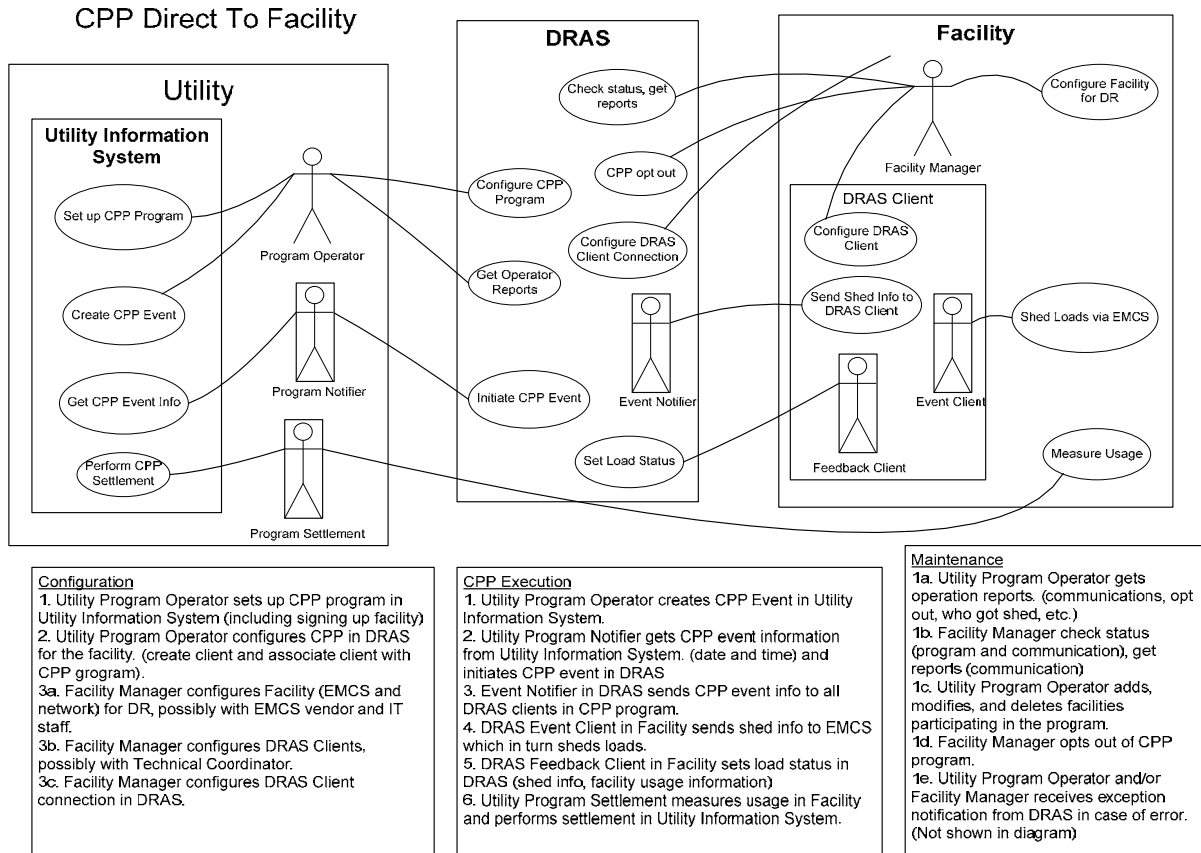 CPP Direct To Facility
Utility
Utility Information
System
Set up CPP Program
Create CPP Event
Get CPP Event Info
Perform CPP
Settlement
Program Operator
Program Notifier
Program Settlement
DRAS
Check status, get
reports
CPP opt out
Configure CPP
Program
Configure DRAS
Client Connection
Get Operator
Reports
Event Notifier
Initiate CPP Event
Set Load Status
Facility
Facility Manager
Configure Facility
for DR
DRAS Client
Configure DRAS
Client
Send Shed Info to
DRAS Client
Event Client
Feedback Client
Shed Loads via EMCS
Measure Usage
Configuration
1. Utility Program Operator sets up CPP program in
Utility Information System (including signing up facility)
2. Utility Program Operator configures CPP in DRAS
for the facility. (create client and associate client with
CPP grogram).
3a. Facility Manager configures Facility (EMCS and
network) for DR, possibly with EMCS vendor and IT
staff.
3b. Facility Manager configures DRAS Clients,
possibly with Technical Coordinator.
3c. Facility Manager configures DRAS Client
connection in DRAS.
CPP Execution
1. Utility Program Operator creates CPP Event in Utility
Information System.
2. Utility Program Notifier gets CPP event information
from Utility Information System. (date and time) and
initiates CPP event in DRAS
3. Event Notifier in DRAS sends CPP event info to all
DRAS clients in CPP program.
4. DRAS Event Client in Facility sends shed info to EMCS
which in turn sheds loads.
5. DRAS Feedback Client in Facility sets load status in
DRAS (shed info, facility usage information)
6. Utility Program Settlement measures usage in Facility
and performs settlement in Utility Information System.
Maintenance
1a. Utility Program Operator gets
operation reports. (communications, opt
out, who got shed, etc.)
1b. Facility Manager check status
(program and communication), get
reports (communication)
1c. Utility Program Operator adds,
modifies, and deletes facilities
participating in the program.
1d. Facility Manager opts out of CPP
program.
1e. Utility Program Operator and/or
Facility Manager receives exception
notification from DRAS in case of error.
(Not shown in diagram)